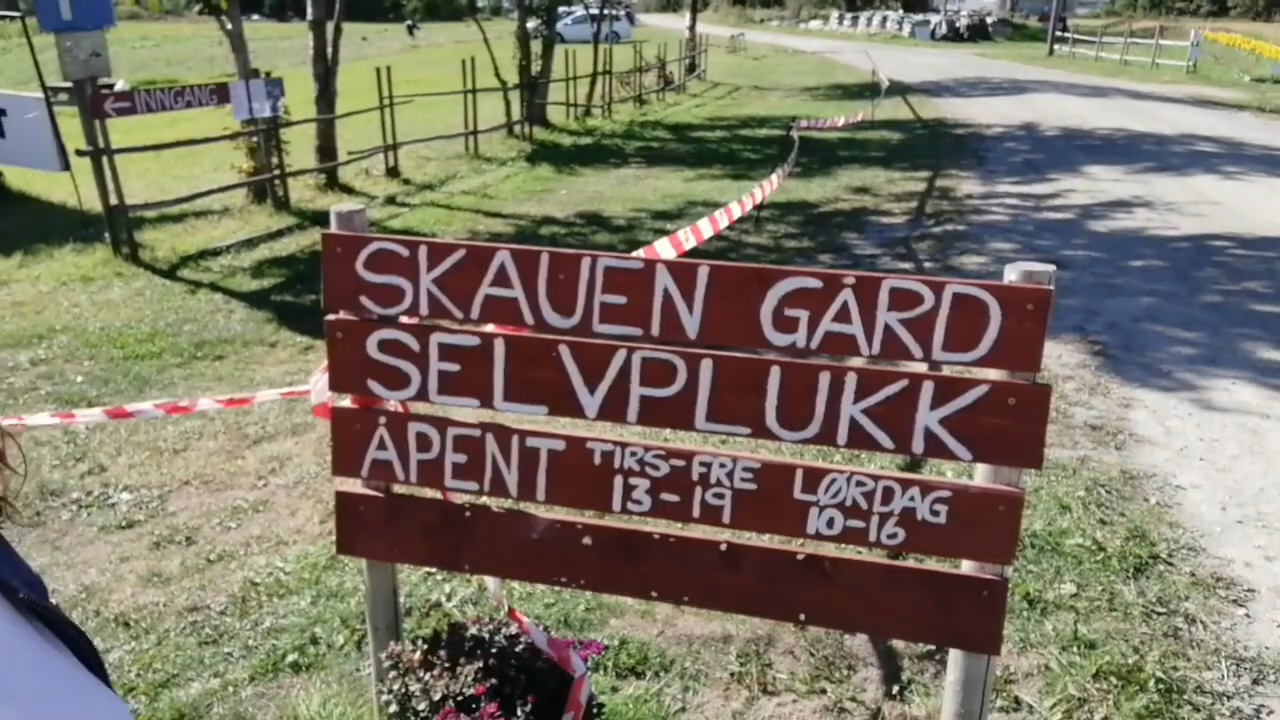 ← INNGANG
SKAUEN GÅRD
SELVPLUKK
ÅPENT TIRS-FRE LØRDAG
13-19 10-16